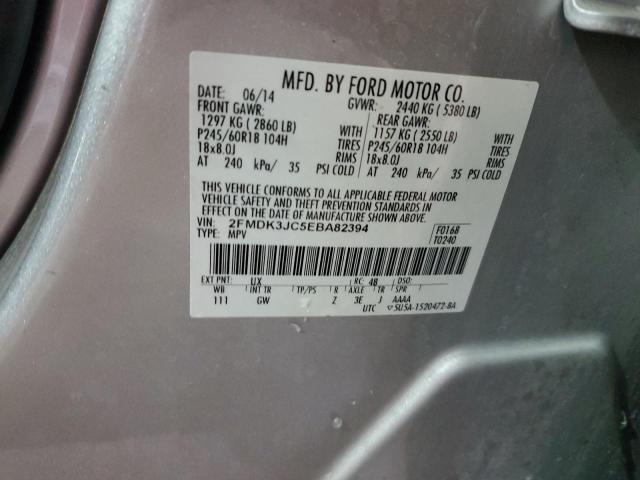 MFD. BY FORD MOTOR CO.
DATE: 06/14 GVWR: 2440 KG ( 5380 LB)
FRONT GAWR: REAR GAWR:
1297 KG ( 2860 LB) WITH 1157 KG ( 2550 LB) WITH
P245/60R18 104H TIRES P245/60R18 104H TIRES
18x8.0J RIMS 18x8.0J RIMS
AT 240 kPa/ 35 PSI COLD AT 240 kPa/ 35 PSI COLD
THIS VEHICLE CONFORMS TO ALL APPLICABLE FEDERAL MOTOR
VEHICLE SAFETY AND THEFT PREVENTION STANDARDS IN
EFFECT ON THE DATE OF MANUFACTURE SHOWN ABOVE.
VIN: 2FMDK3JC5EBA82394 F0168
TYPE: MPV T0240
EXT PNT: UX RC: 48 DSO:
WB INT TR TP/PS R AXLE TR SPR
111 GW Z 3E J AAAA
UTC ▽5U5A-1520472-BA